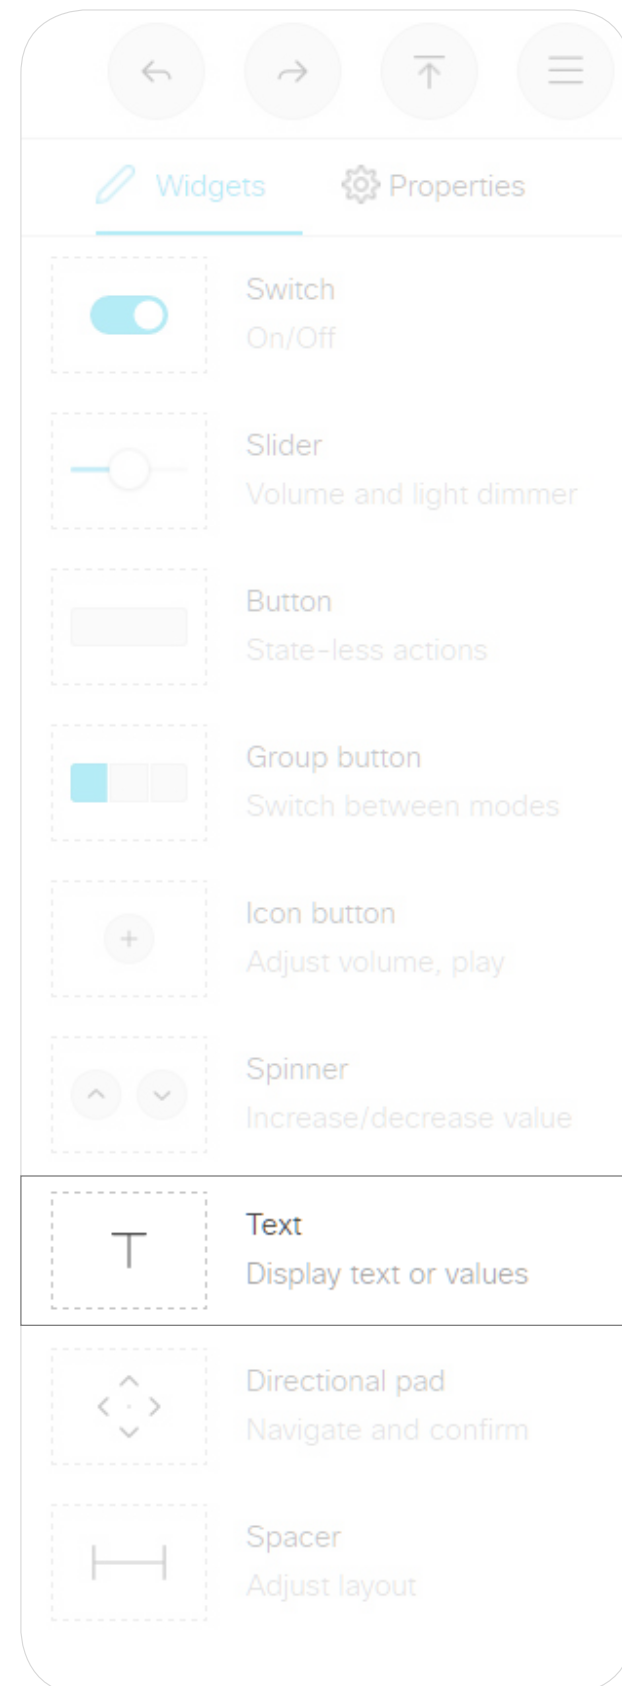 Widgets Properties
Switch
On/Off
Slider
Volume and light dimmer
Button
State-less actions
Group button
Switch between modes
Icon button
Adjust volume, play
Spinner
Increase/decrease value
Text
Display text or values
Directional pad
Navigate and confirm
Spacer
Adjust layout